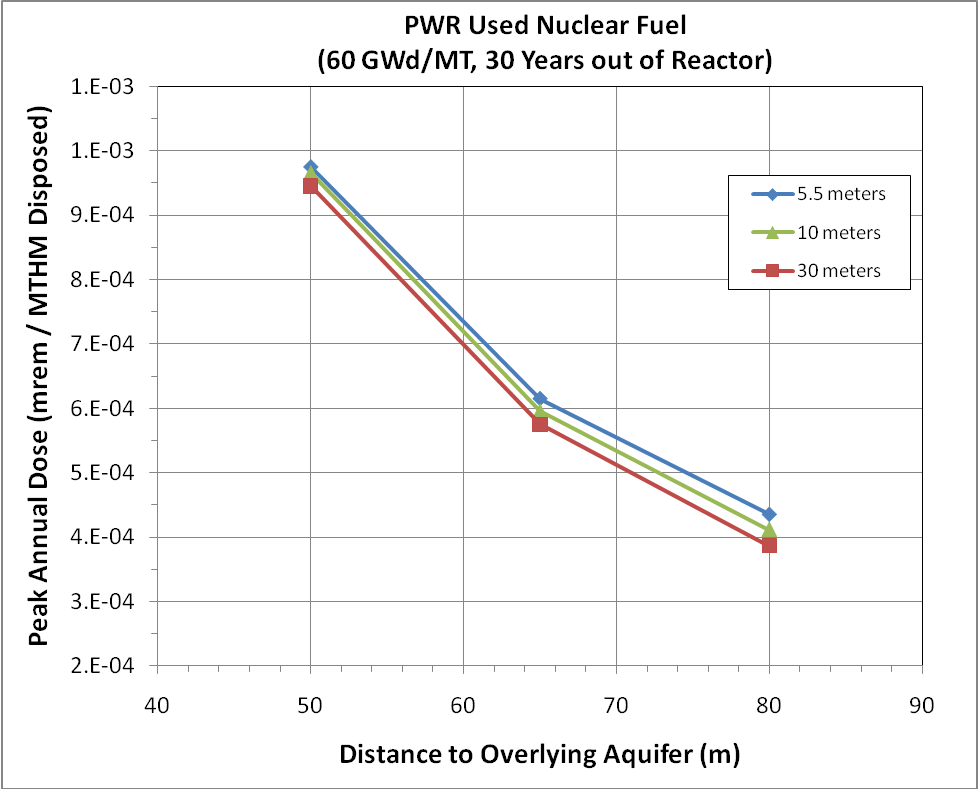 PWR Used Nuclear Fuel
(60 GWd/MT, 30 Years out of Reactor)
Peak Annual Dose (mrem / MTHM Disposed)
1.E-03
1.E-03
9.E-04
8.E-04
7.E-04
6.E-04
5.E-04
4.E-04
3.E-04
2.E-04
5.5 meters
10 meters
30 meters
40 50 60 70 80 90
Distance to Overlying Aquifer (m)